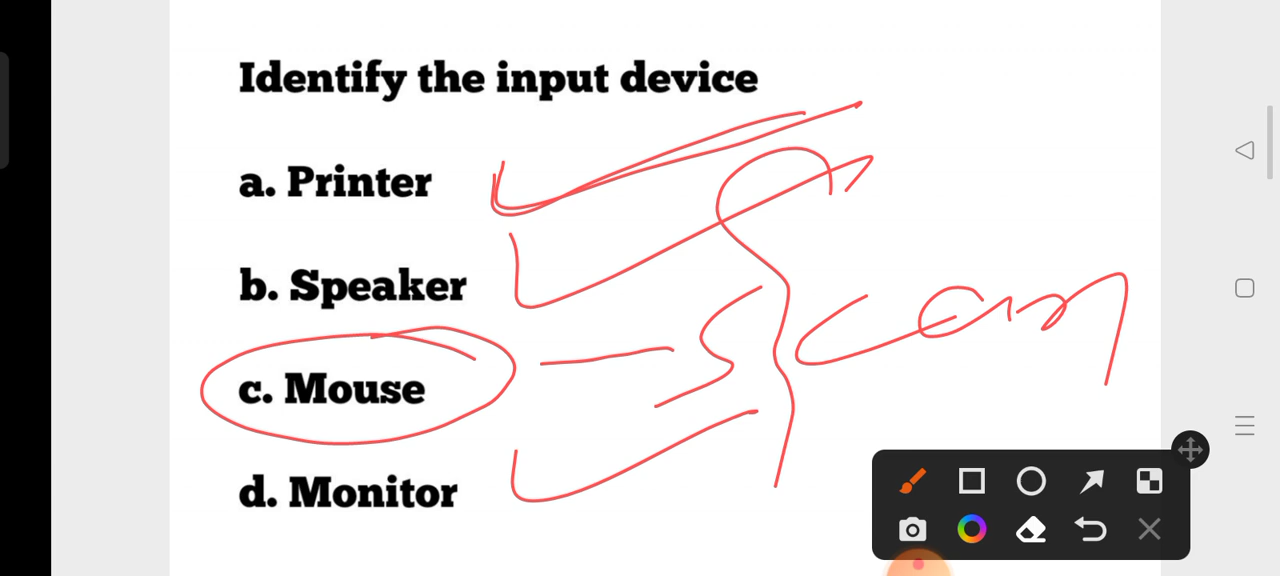 Identify the input device
a. Printer
b. Speaker
c. Mouse
d. Monitor